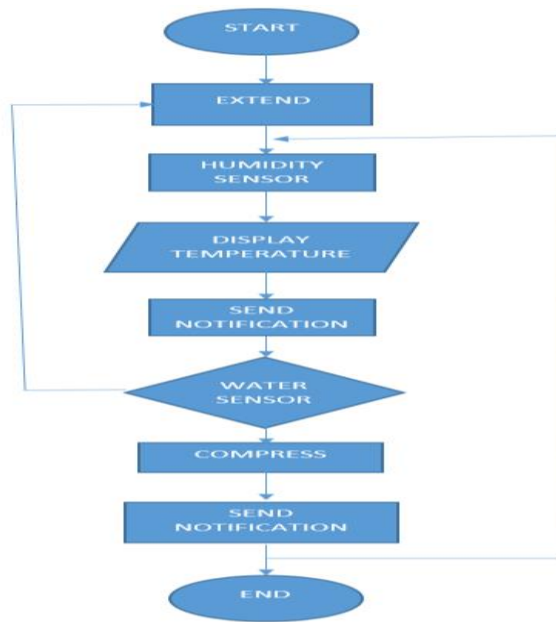 START
EXTEND
HUMIDITY
SENSOR
DISPLAY
TEMPERATURE
SEND
NOTIFICATION
WATER
SENSOR
COMPRESS
SEND
NOTIFICATION
END